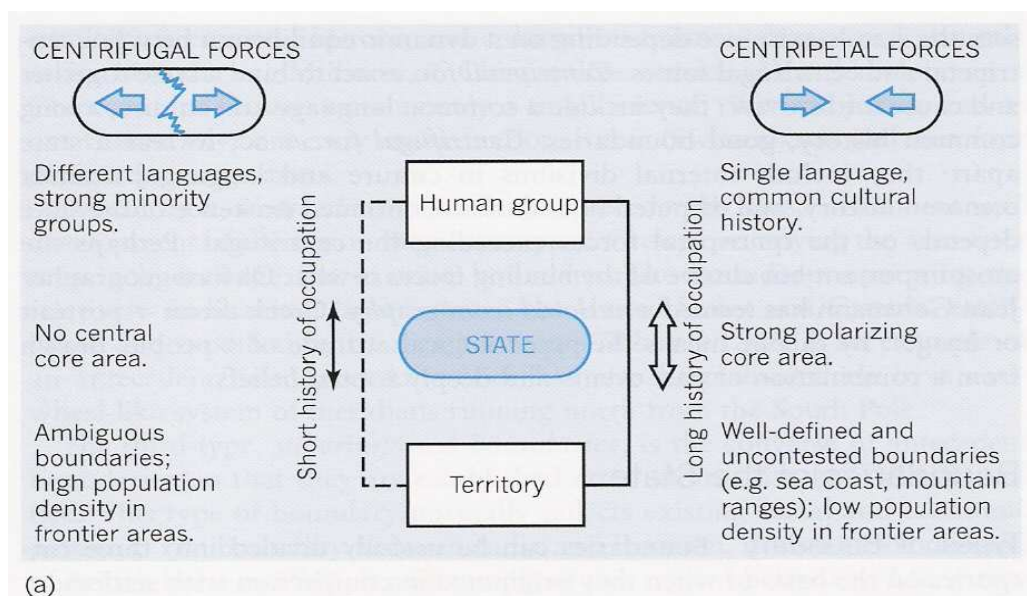 CENTRIFUGAL FORCES
CENTRIPETAL FORCES
Different languages,
strong minority
groups.
Human group
Single language,
common cultural
history.
Short history of occupation
Long history of occupation
No central
core area.
STATE
Strong polarizing
core area.
Ambiguous
boundaries;
high population
density in
frontier areas.
Territory
Well-defined and
uncontested boundaries
(e.g. sea coast, mountain
ranges); low population
density in frontier areas.
(a)